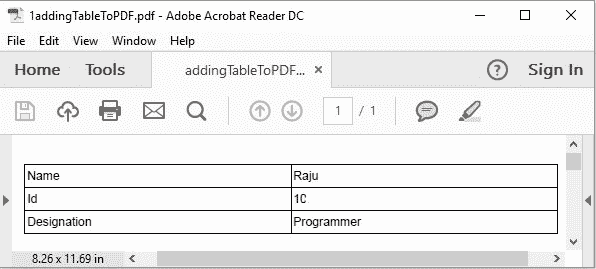 1addingTableToPDF.pdf - Adobe Acrobat Reader DC
File Edit View Window Help
Home Tools addingTableToPDF... × ? Sign In
1 / 1
Name Raju
Id 10
Designation Programmer
8.26 x 11.69 in